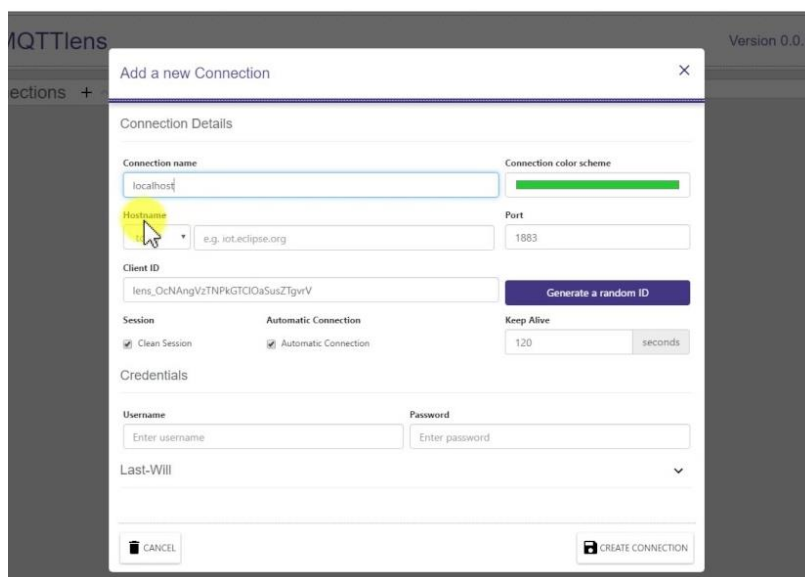 MQTTlens
Version 0.0.
ections +
Add a new Connection
Connection Details
Connection name
Connection color scheme
localhost
Hostname
Port
e.g. iot.eclipse.org
1883
Client ID
lens_OcNAngVzTNPkGTCIOaSusZTgvrV
Generate a random ID
Session
Automatic Connection
Keep Alive
Clean Session
Automatic Connection
120
seconds
Credentials
Username
Password
Enter username
Enter password
Last-Will
CANCEL
CREATE CONNECTION